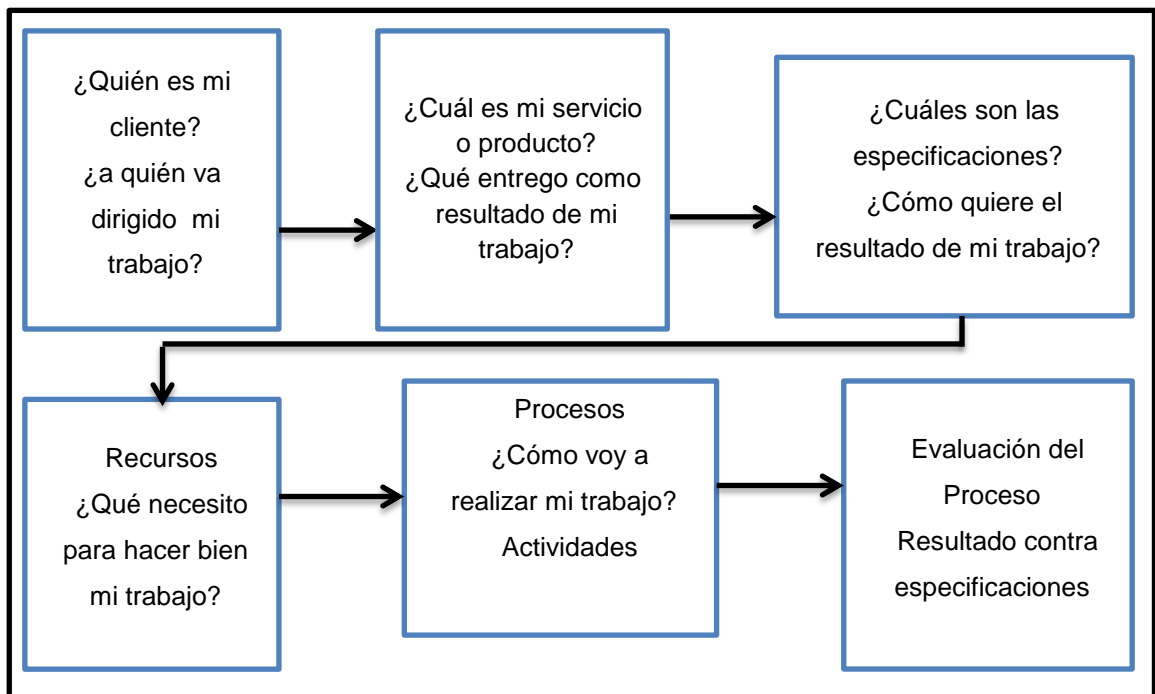 ¿Quién es mi
cliente?
¿a quién va
dirigido mi
trabajo?
¿Cuál es mi servicio
o producto?
¿Qué entrego como
resultado de mi
trabajo?
¿Cuáles son las
especificaciones?
¿Cómo quiere el
resultado de mi trabajo?
Recursos
¿Qué necesito
para hacer bien
mi trabajo?
Procesos
¿Cómo voy a
realizar mi trabajo?
Actividades
Evaluación del
Proceso
Resultado contra
especificaciones